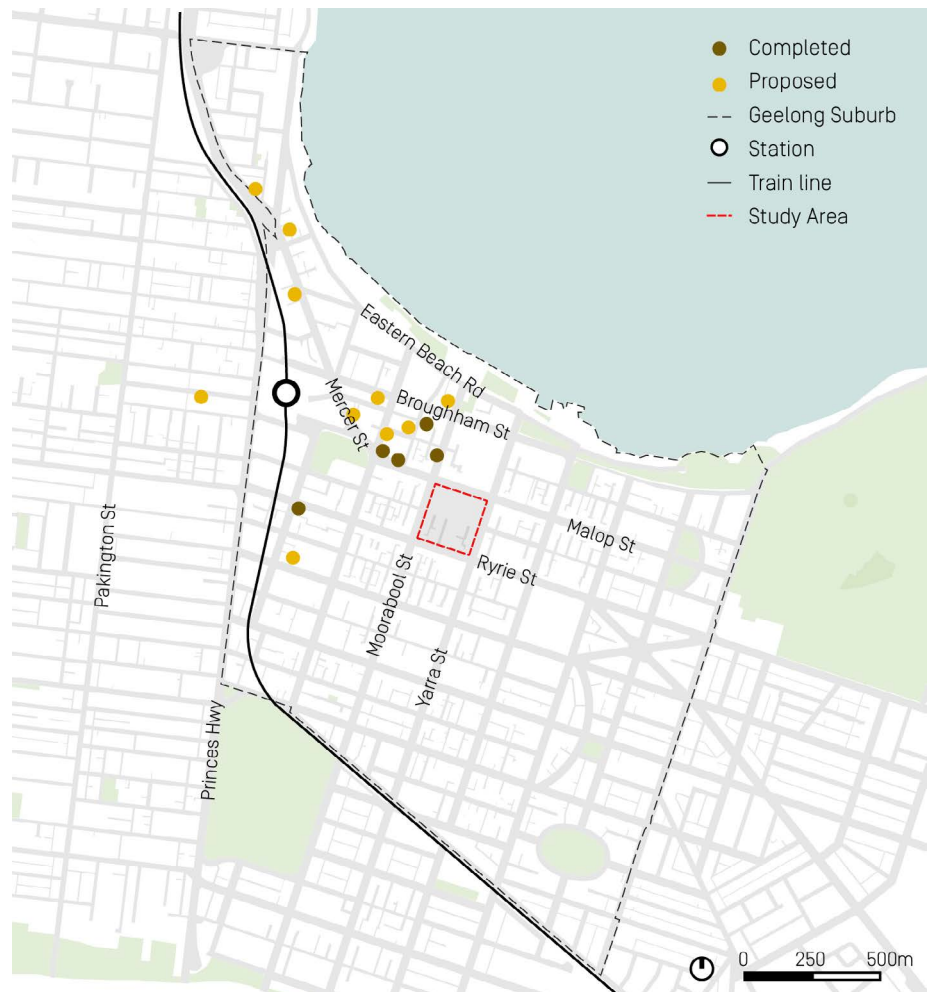 Completed
Proposed
Geelong Suburb
Station
Train line
Study Area
Eastern Beach Rd
Broughham St
Mercer St
Malop St
Ryrie St
Pakington St
Moorabool St
Yarra St
Princes Hwy
0 250 500m